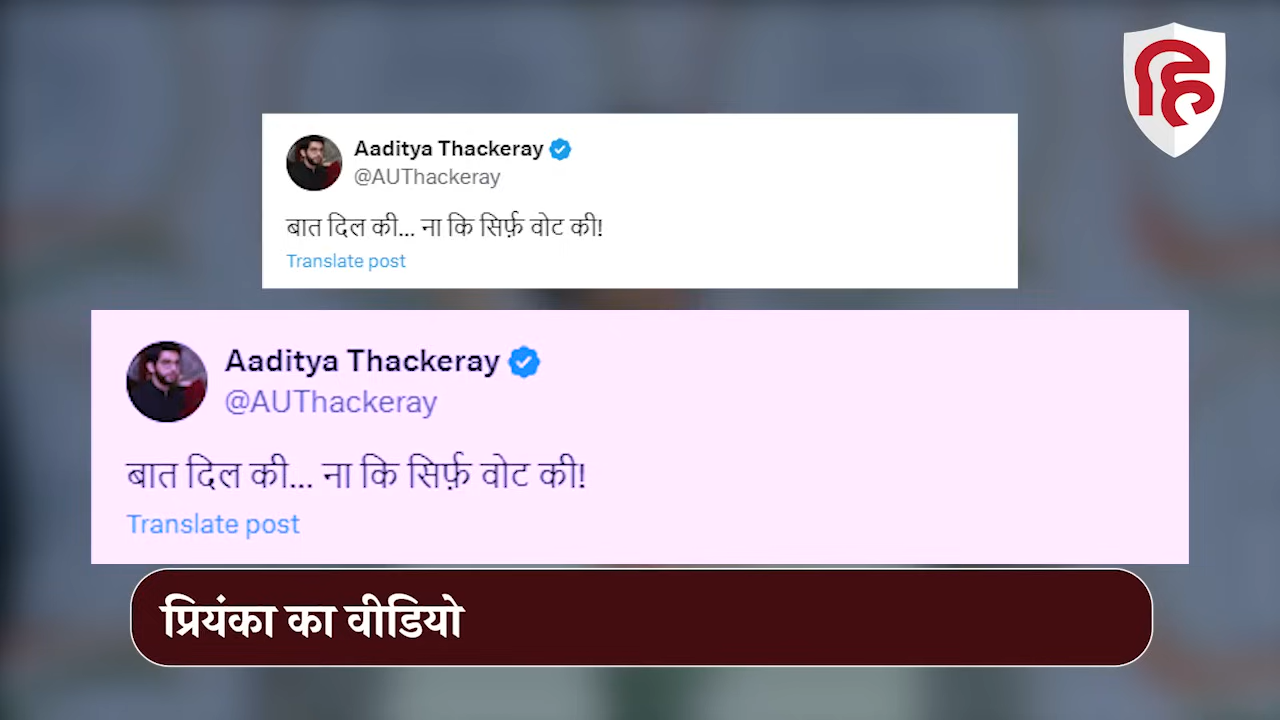 हि
Aaditya Thackeray
@AUThackeray
बात दिल की... ना कि सिर्फ़ वोट की!
Translate post
Aaditya Thackeray
@AUThackeray
बात दिल की... ना कि सिर्फ़ वोट की!
Translate post
प्रियंका का वीडियो